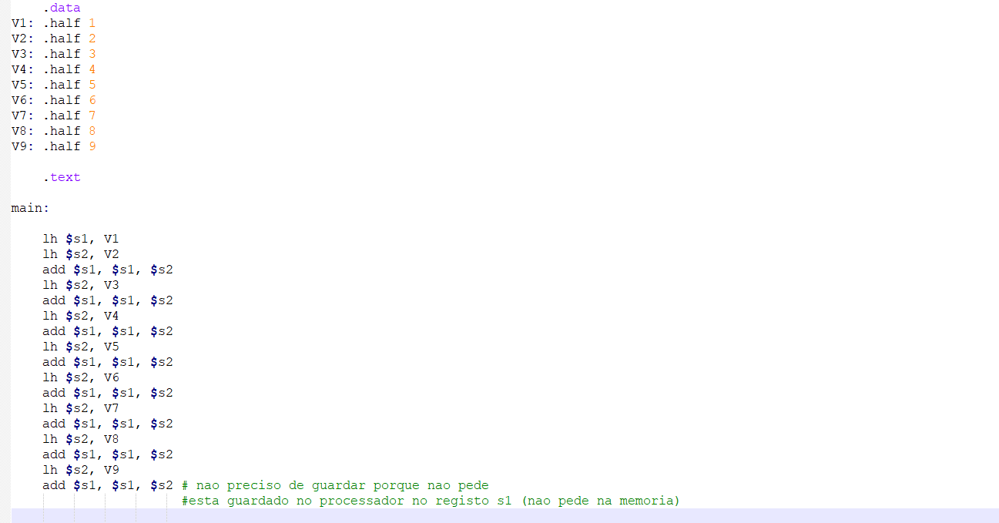 .data
V1: .half 1
V2: .half 2
V3: .half 3
V4: .half 4
V5: .half 5
V6: .half 6
V7: .half 7
V8: .half 8
V9: .half 9
.text
main:
lh $s1, V1
lh $s2, V2
add $s1, $s1, $s2
lh $s2, V3
add $s1, $s1, $s2
lh $s2, V4
add $s1, $s1, $s2
lh $s2, V5
add $s1, $s1, $s2
lh $s2, V6
add $s1, $s1, $s2
lh $s2, V7
add $s1, $s1, $s2
lh $s2, V8
add $s1, $s1, $s2
lh $s2, V9
add $s1, $s1, $s2 # nao preciso de guardar porque nao pede
#esta guardado no processador no registo s1 (nao pede na memoria)